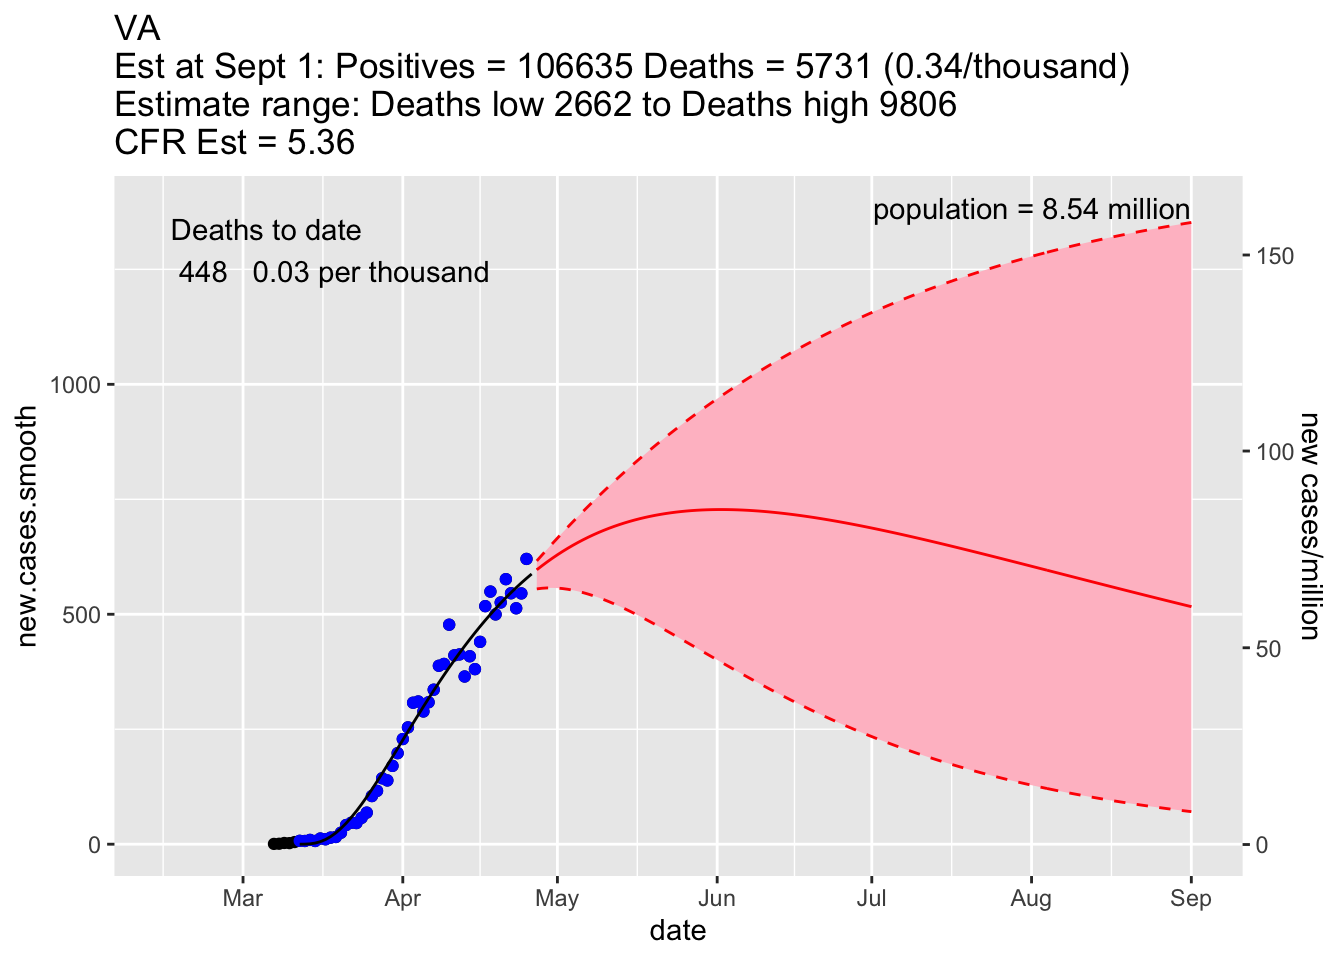 VA
Est at Sept 1: Positives = 106635 Deaths = 5731 (0.34/thousand)
Estimate range: Deaths low 2662 to Deaths high 9806
CFR Est = 5.36
population = 8.54 million
Deaths to date
448 0.03 per thousand
1000
500
0
new.cases.smooth
150
100
50
0
new cases/million
Mar Apr May Jun Jul Aug Sep
date